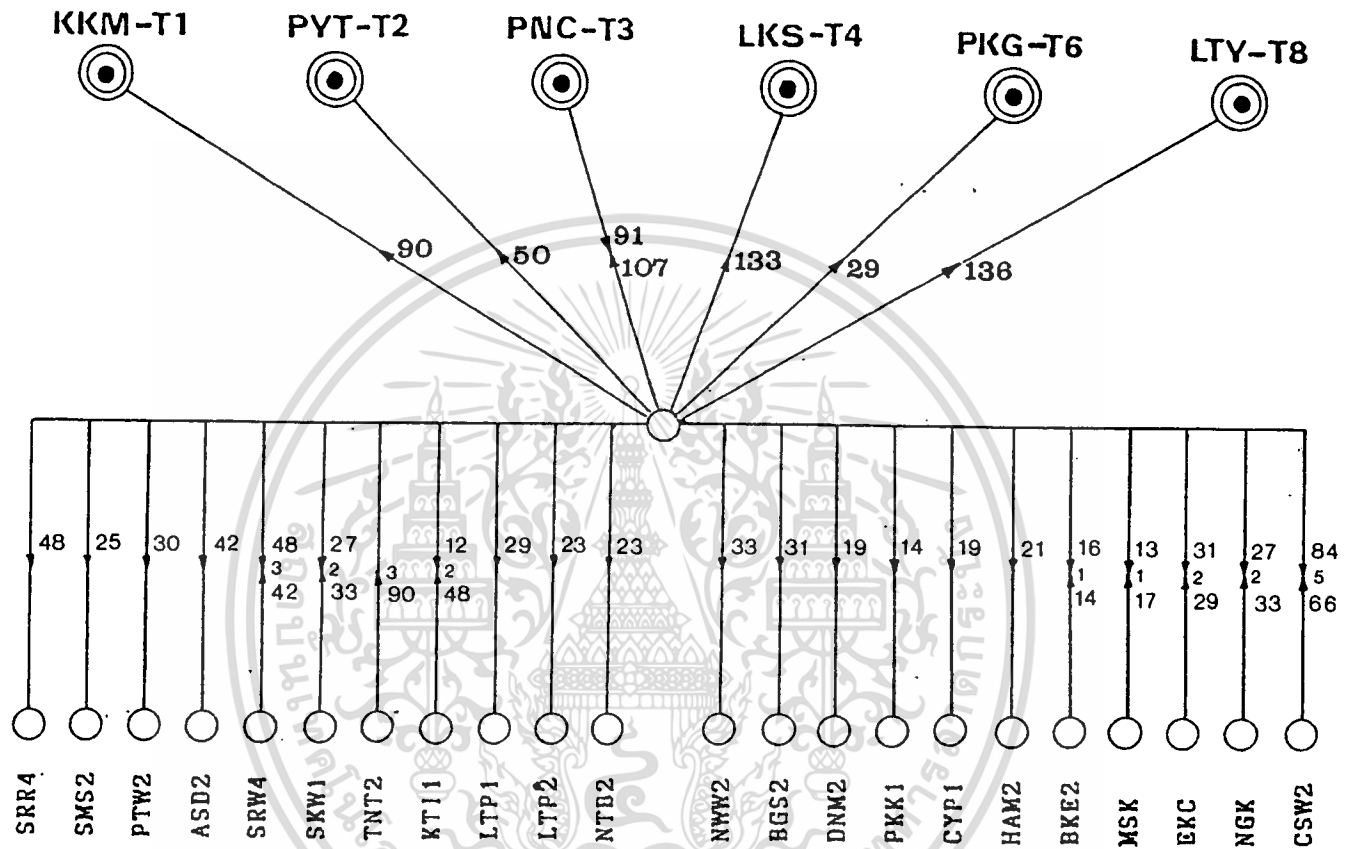 KKM-T1 PYT-T2 PNC-T3 LKS-T4 PKG-T6 LTY-T8
90 50 91 133 29 136
107
48 25 30 42 48 27 12 29 23 23 33 31 19 14 19 21 16 13 31 27 84
3 2 3 2 1 1 2 2 5
42 33 90 48 14 17 29 33 66
SRR4 SMS2 PTW2 ASD2 SRW4 SKW1 TNT2 KTI1 LTP1 LTP2 NTB2 NWW2 BGS2 DNM2 PKK1 CYP1 HAM2 BKE2 MSK EKC NGK CSW2